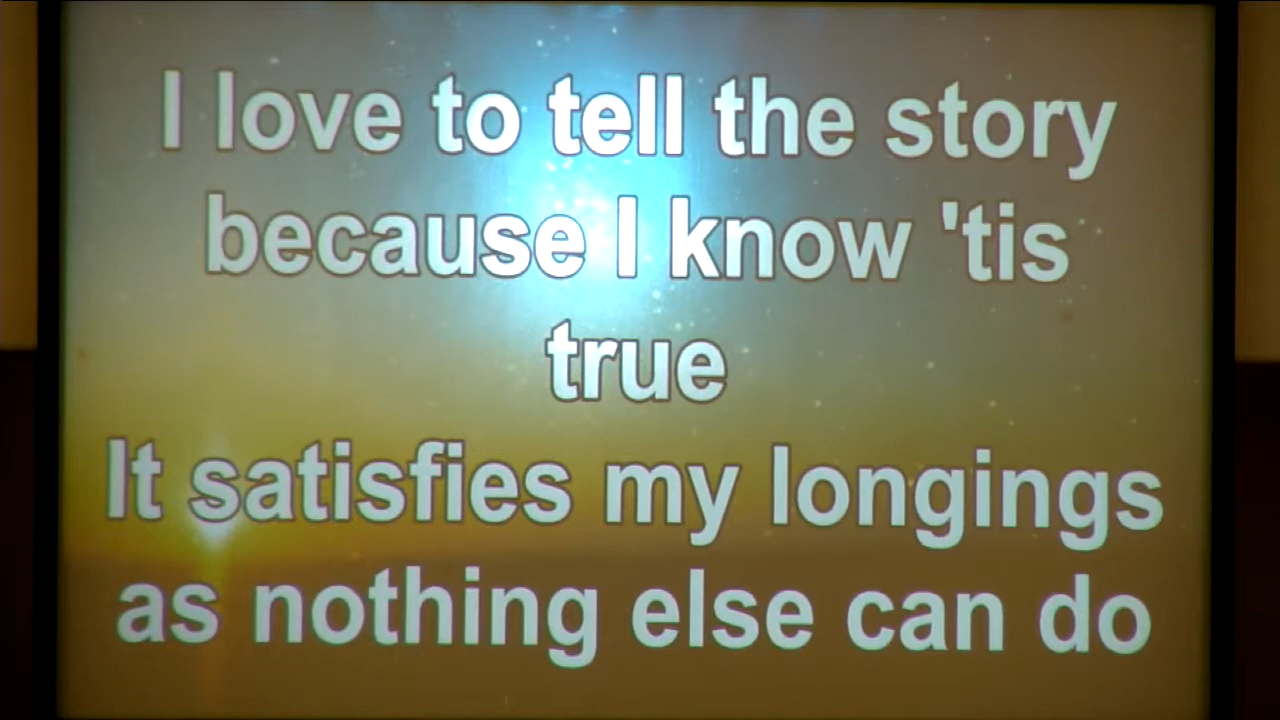 I love to tell the story
because I know 'tis
true
It satisfies my longings
as nothing else can do